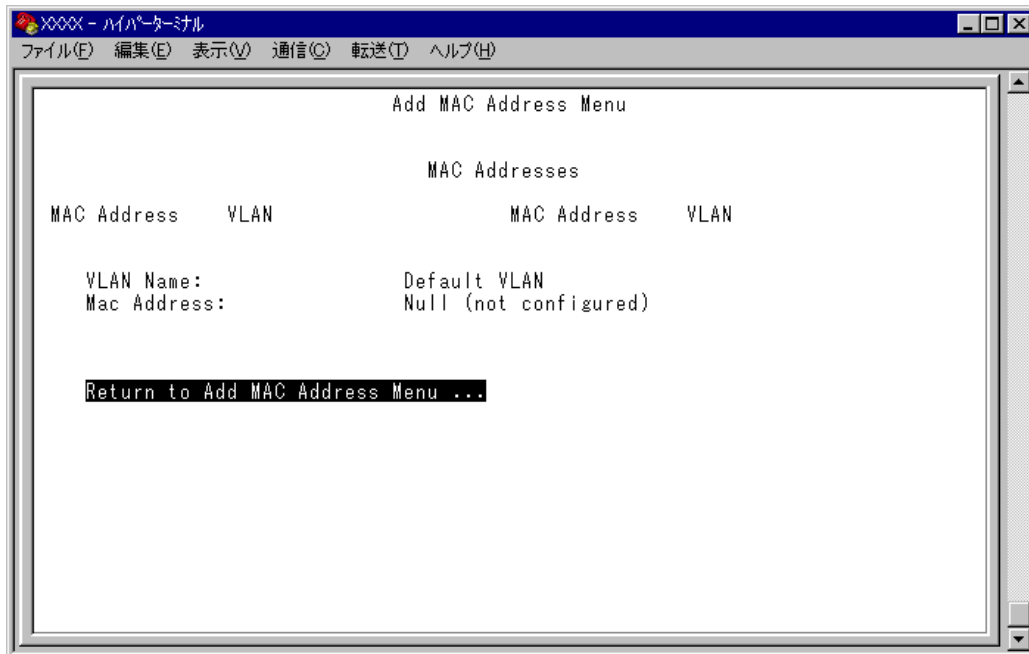 XXXX - ﾊｲﾊﾟｰﾀｰﾐﾅﾙ
ファイル(F) 編集(E) 表示(V) 通信(C) 転送(T) ヘルプ(H)
Add MAC Address Menu
MAC Addresses
MAC Address VLAN MAC Address VLAN
VLAN Name: Default VLAN
Mac Address: Null (not configured)
Return to Add MAC Address Menu ...